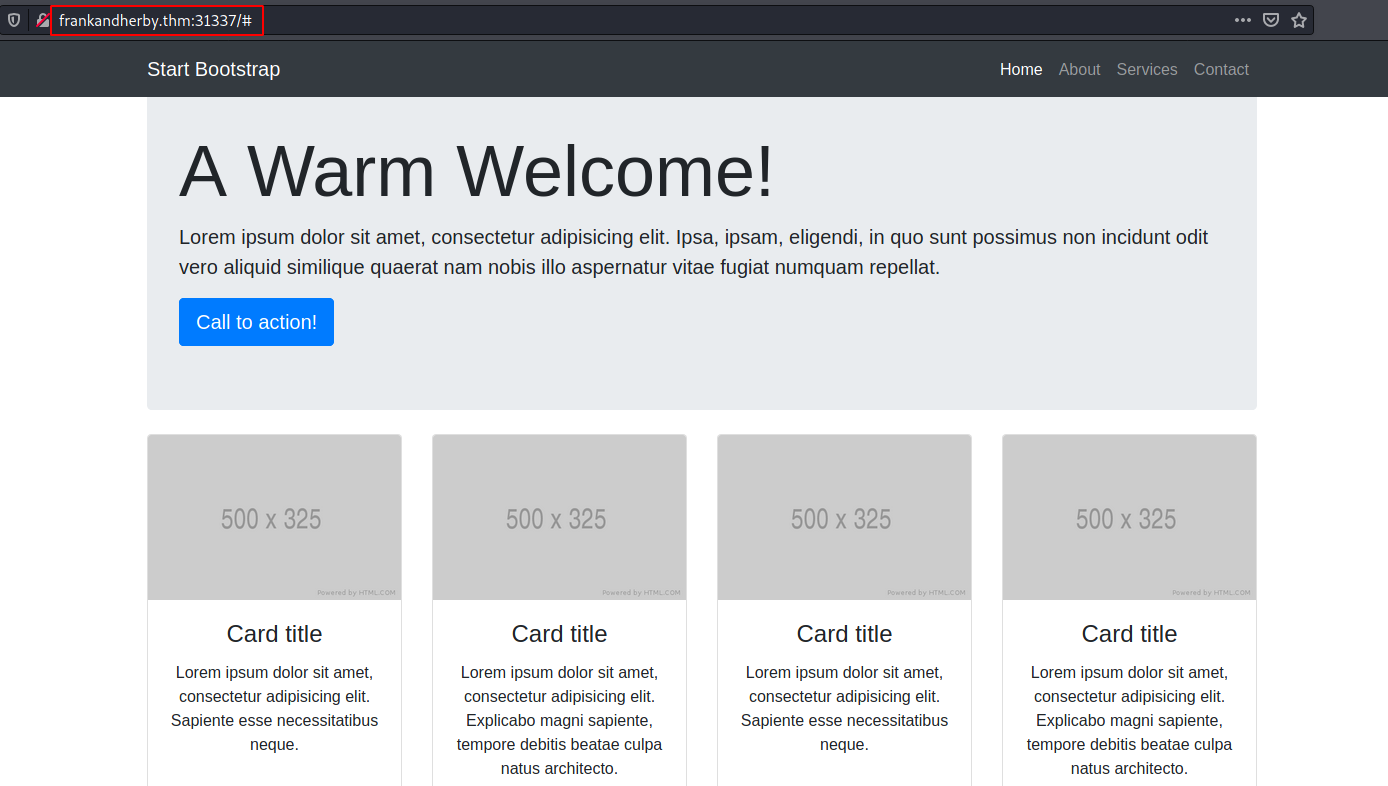 frankandherby.thm:31337/#
Start Bootstrap
Home About Services Contact
A Warm Welcome!
Lorem ipsum dolor sit amet, consectetur adipisicing elit. Ipsa, ipsam, eligendi, in quo sunt possimus non incidunt odit
vero aliquid similique quaerat nam nobis illo aspernatur vitae fugiat numquam repellat.
Call to action!
500 x 325
Powered by HTML.COM
Card title
Lorem ipsum dolor sit amet,
consectetur adipisicing elit.
Sapiente esse necessitatibus
neque.
500 x 325
Powered by HTML.COM
Card title
Lorem ipsum dolor sit amet,
consectetur adipisicing elit.
Explicabo magni sapiente,
tempore debitis beatae culpa
natus architecto.
500 x 325
Powered by HTML.COM
Card title
Lorem ipsum dolor sit amet,
consectetur adipisicing elit.
Sapiente esse necessitatibus
neque.
500 x 325
Powered by HTML.COM
Card title
Lorem ipsum dolor sit amet,
consectetur adipisicing elit.
Explicabo magni sapiente,
tempore debitis beatae culpa
natus architecto.